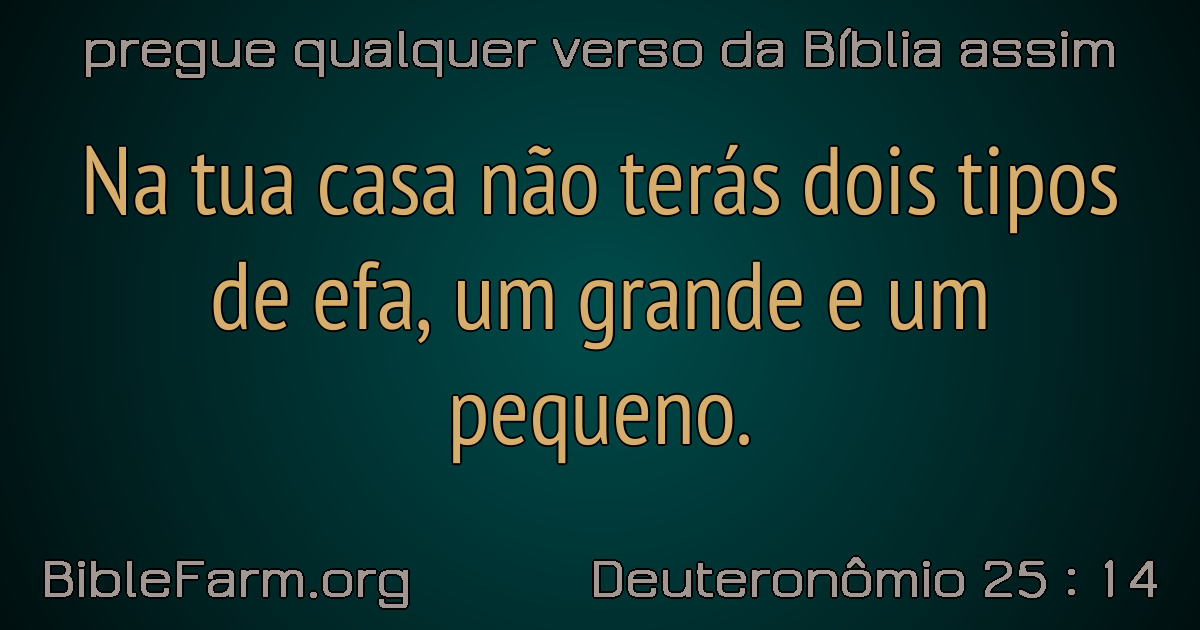 pregue qualquer verso da Bíblia assim
Na tua casa não terás dois tipos
de efa, um grande e um
pequeno.
BibleFarm.org
Deuteronômio 25 : 14